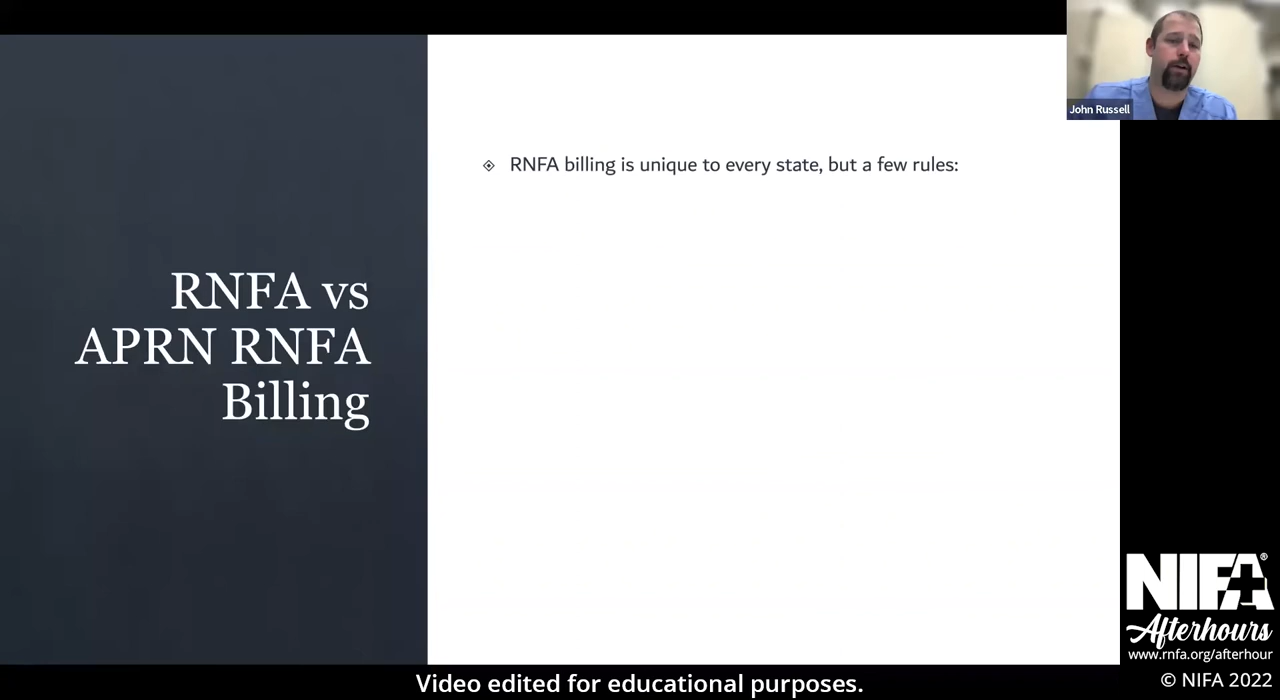 John Russell
RNFA vs
APRN RNFA
Billing
RNFA billing is unique to every state, but a few rules:
NIFA®
Afterhours
www.rnfa.org/afterhour
© NIFA 2022
Video edited for educational purposes.